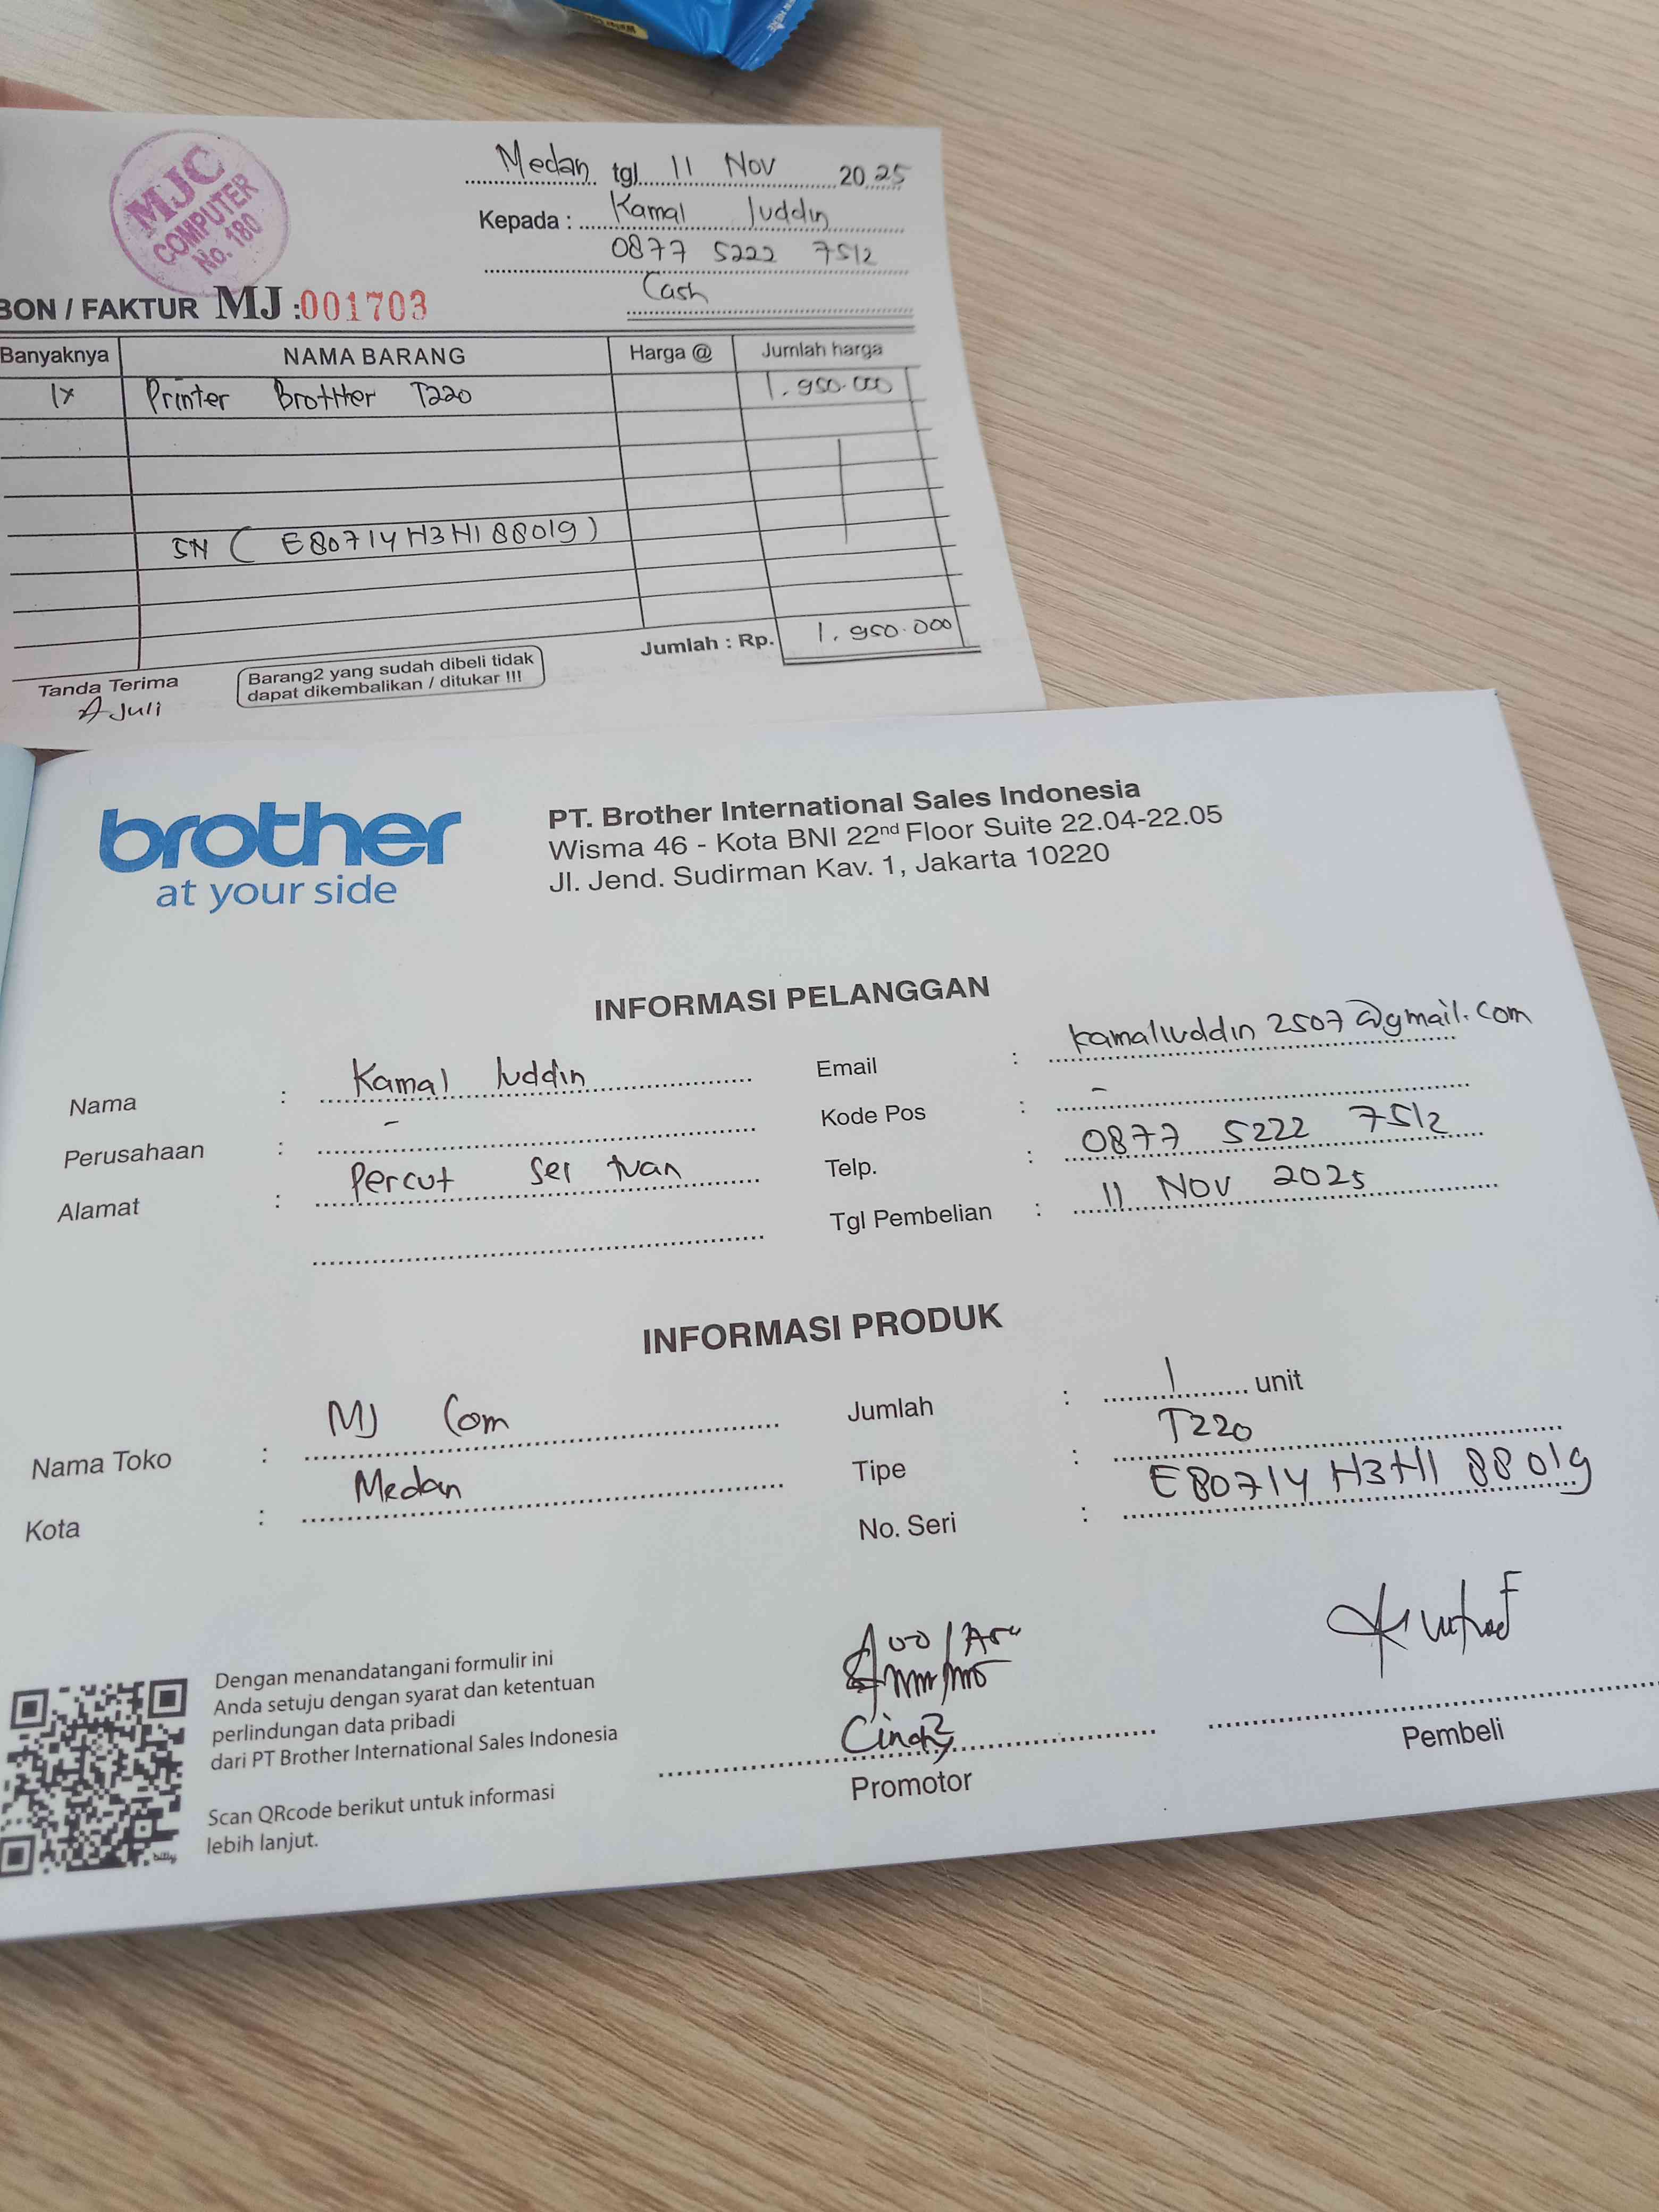 MJC
COMPUTER
No. 180
Medan tgl 11 Nov 2025
Kepada : Kamal Iuddin
0877 5222 7512
Cash
BON / FAKTUR MJ :001703
Banyaknya NAMA BARANG Harga @ Jumlah harga
1x Printer BrotHer T220 1.950.000
SN ( E80714H3H188019)
Jumlah : Rp. 1.950.000
Tanda Terima
Juli
Barang2 yang sudah dibeli tidak
dapat dikembalikan / ditukar !!!
brother
at your side
PT. Brother International Sales Indonesia
Wisma 46 - Kota BNI 22nd Floor Suite 22.04-22.05
Jl. Jend. Sudirman Kav. 1, Jakarta 10220
INFORMASI PELANGGAN
Nama : Kamal Iuddin
Perusahaan : -
Alamat : Percut Sei tuan
Email : kamaliuddin2507@gmail.com
Kode Pos : -
Telp. : 0877 5222 7512
Tgl Pembelian : 11 Nov 2025
INFORMASI PRODUK
Nama Toko : MJ Com
Kota : Medan
Jumlah : 1 unit
Tipe : T220
No. Seri : E80714H3H188019
Dengan menandatangani formulir ini
Anda setuju dengan syarat dan ketentuan
perlindungan data pribadi
dari PT Brother International Sales Indonesia
Scan QRcode berikut untuk informasi
lebih lanjut.
Cindy
Promotor
Pembeli